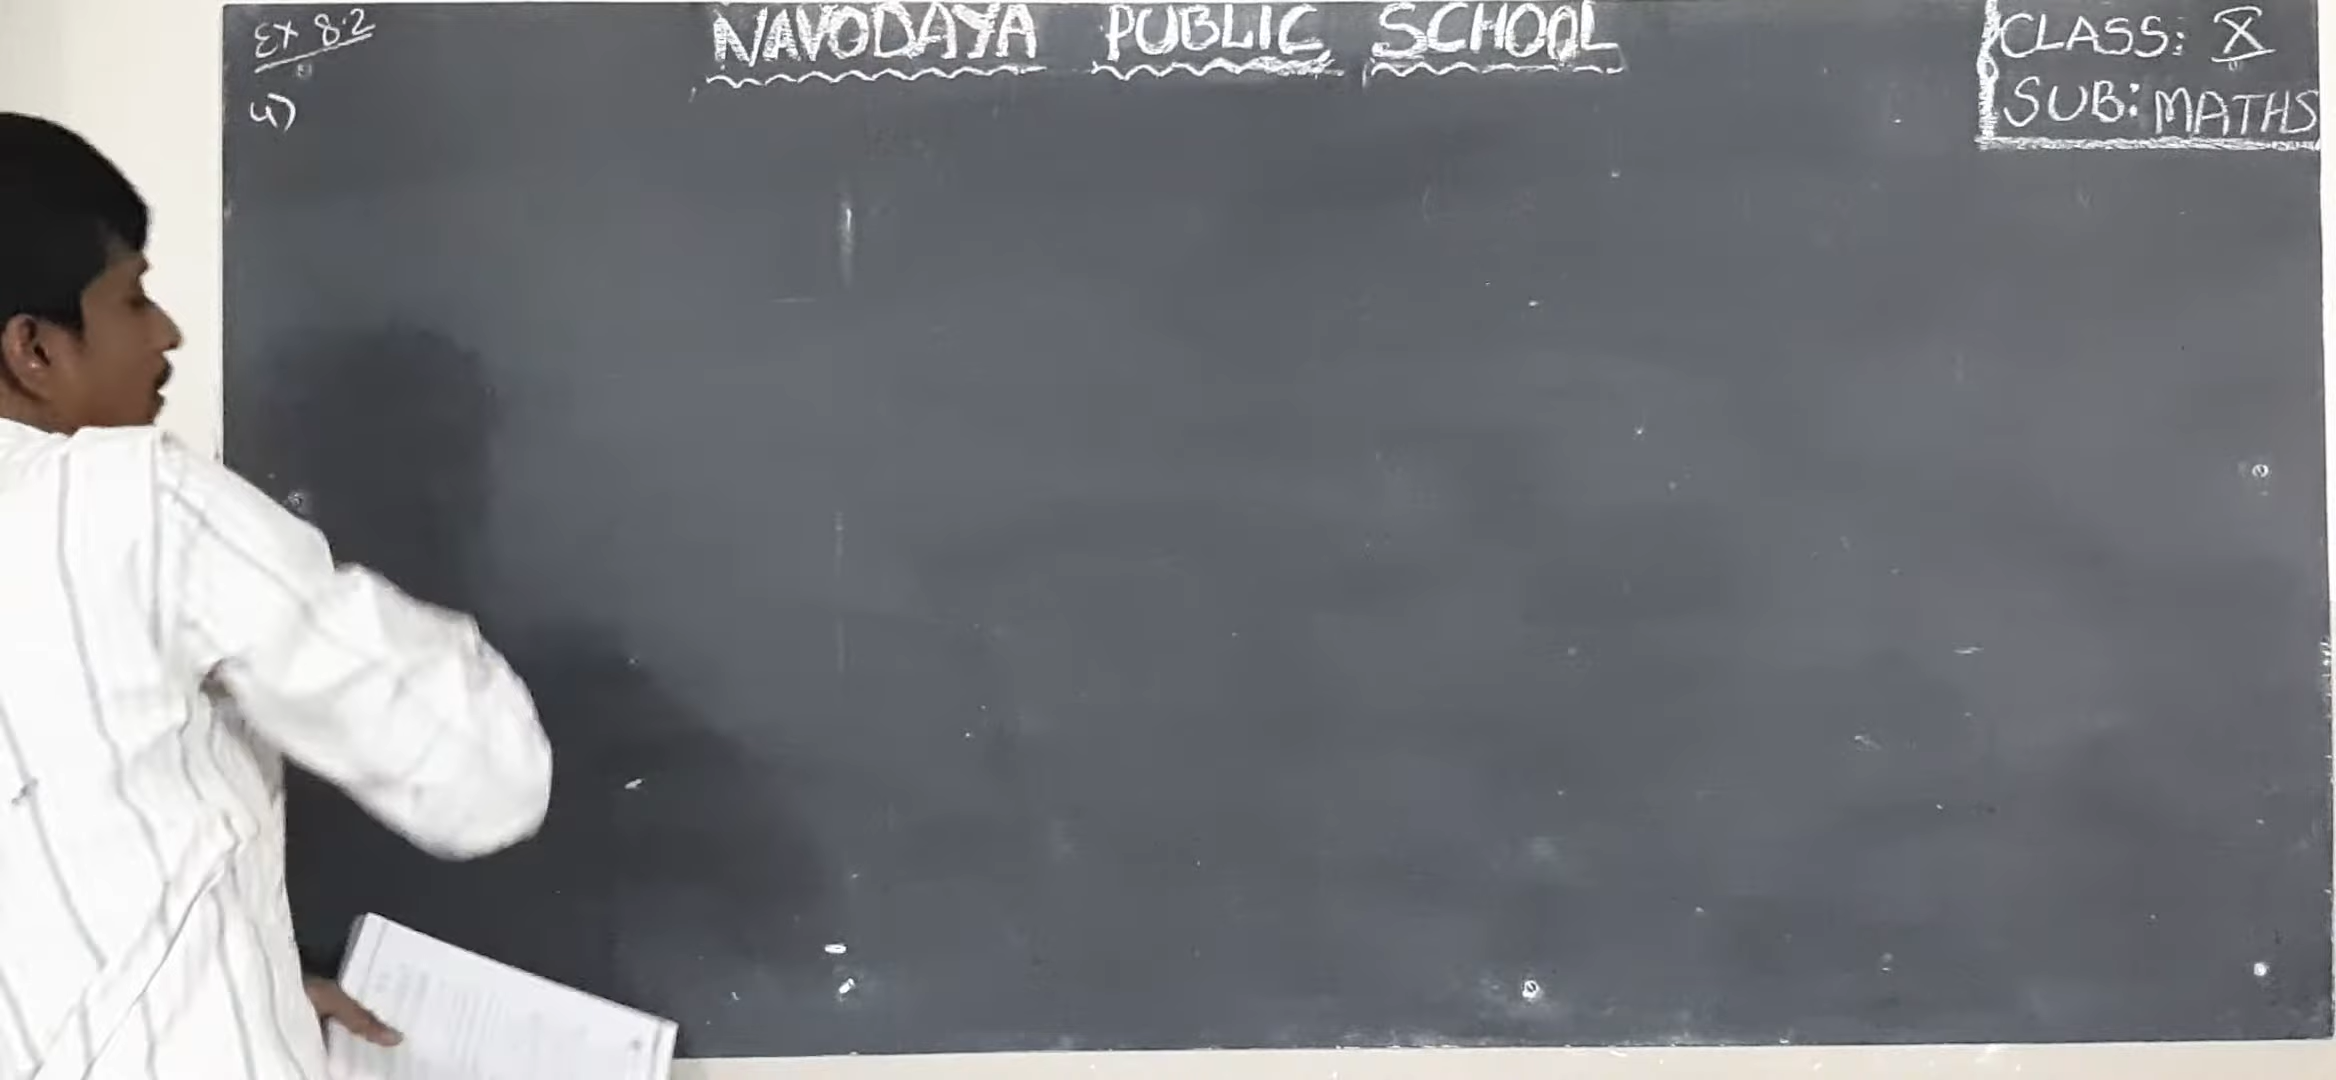 Ex 8.2
4)
NAVODAYA PUBLIC SCHOOL
CLASS: X
SUB: MATHS